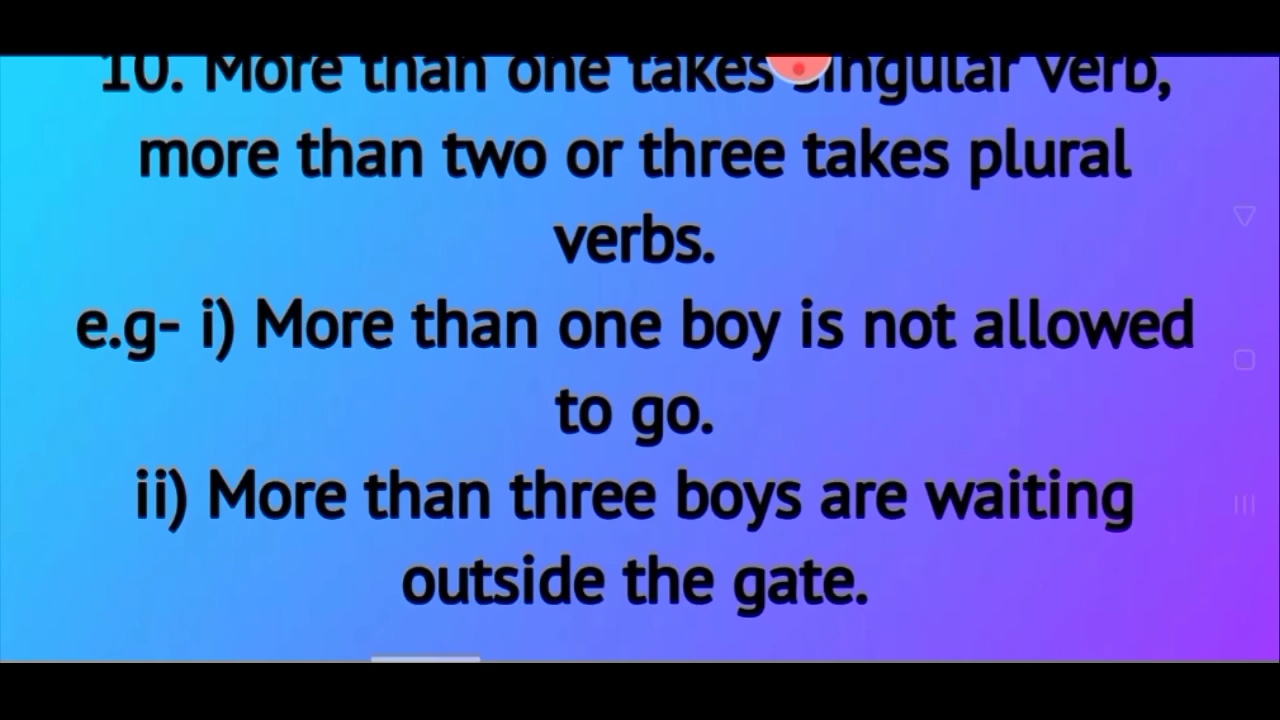 10. More than one takes singular verb,
more than two or three takes plural
verbs.
e.g- i) More than one boy is not allowed
to go.
ii) More than three boys are waiting
outside the gate.